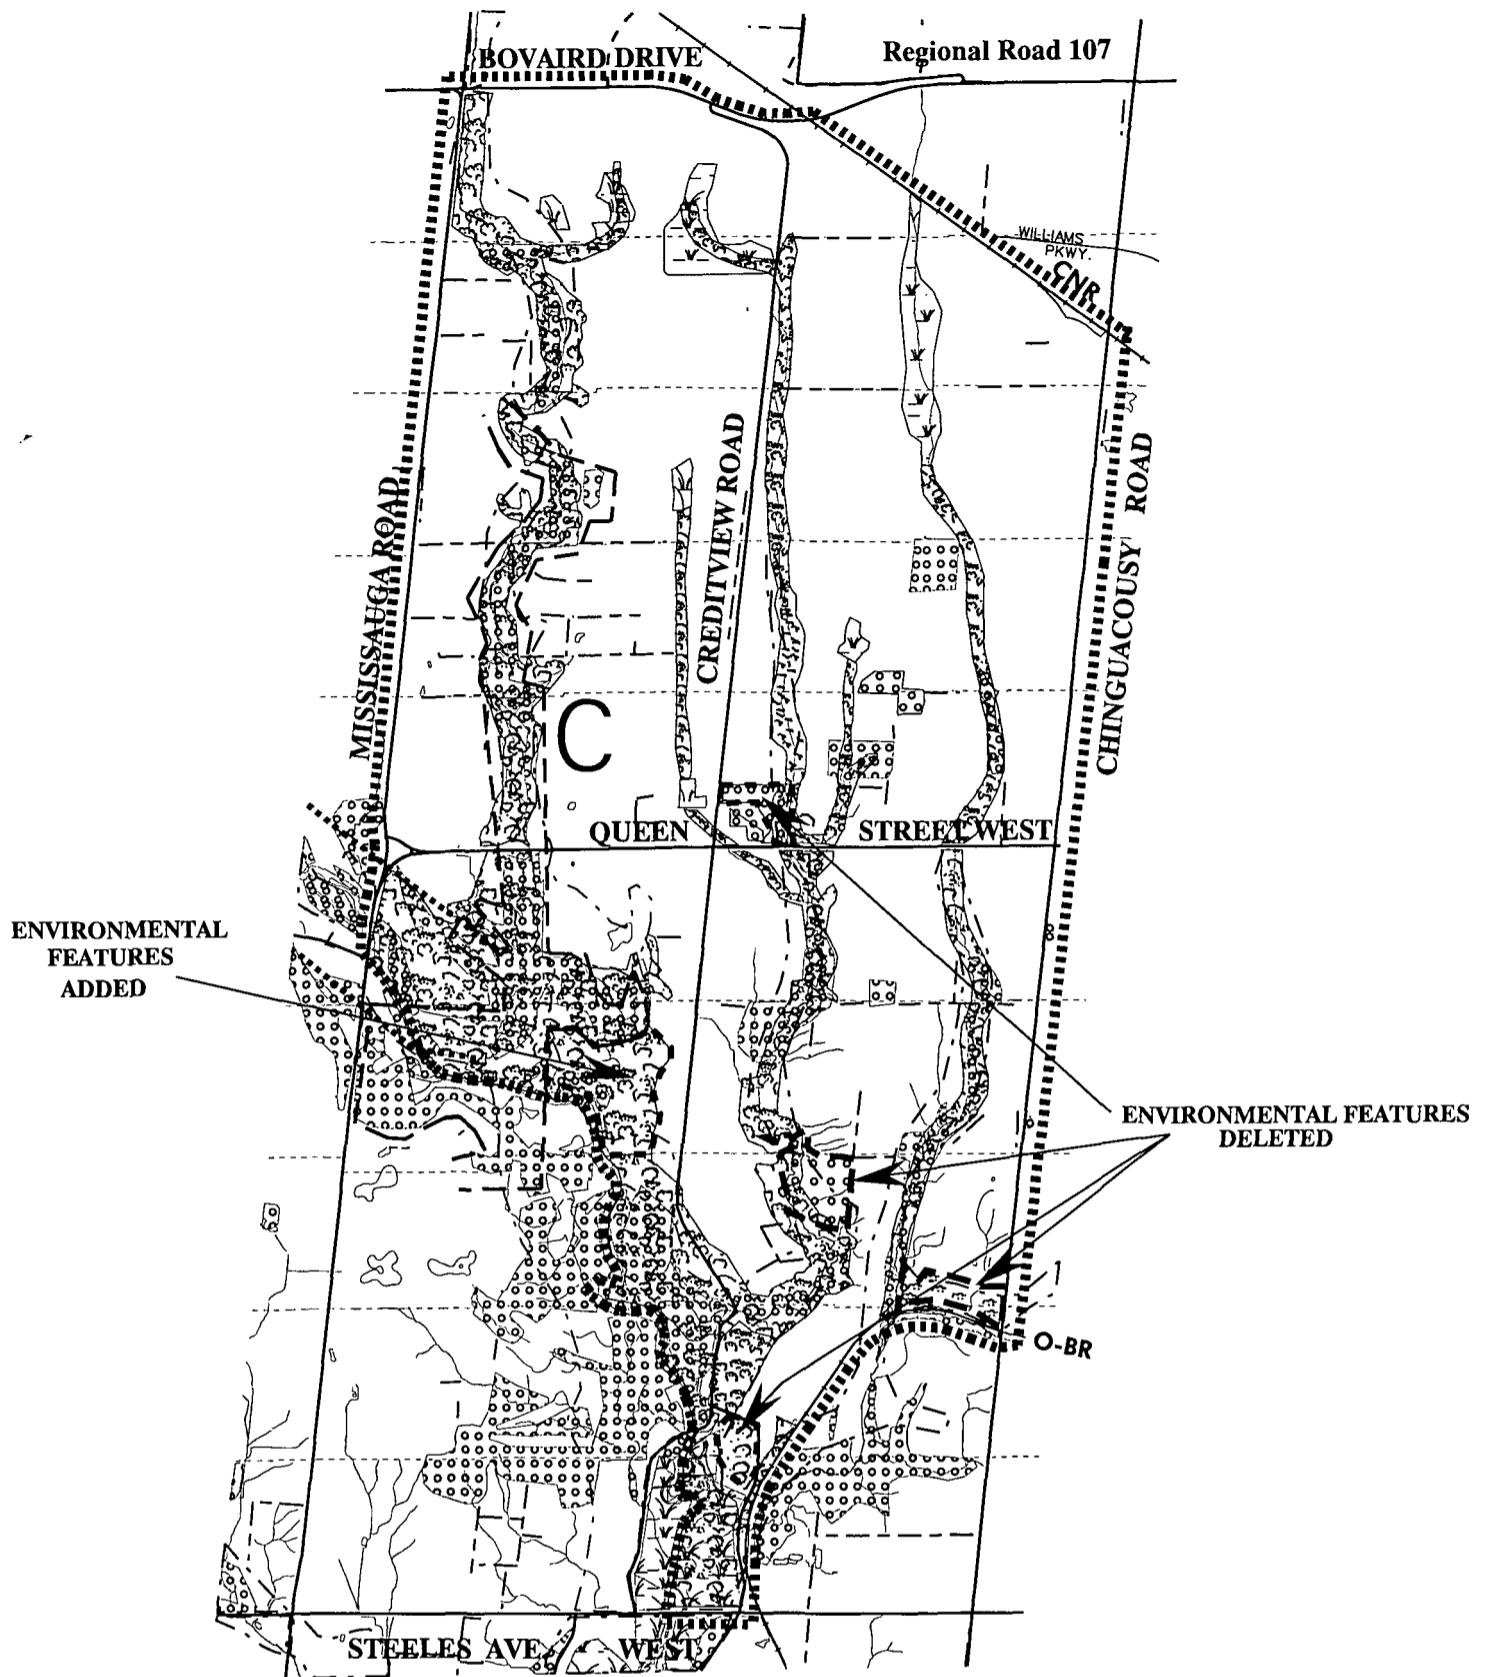 BOVAIRD DRIVE
Regional Road 107
WILLIAMS
PKWY.
CNR
MISSISSAUGA ROAD
CREDITVIEW ROAD
CHINGUACOUSY ROAD
C
QUEEN STREET WEST
ENVIRONMENTAL
FEATURES
ADDED
ENVIRONMENTAL FEATURES
DELETED
O-BR
STEELES AVE. WEST